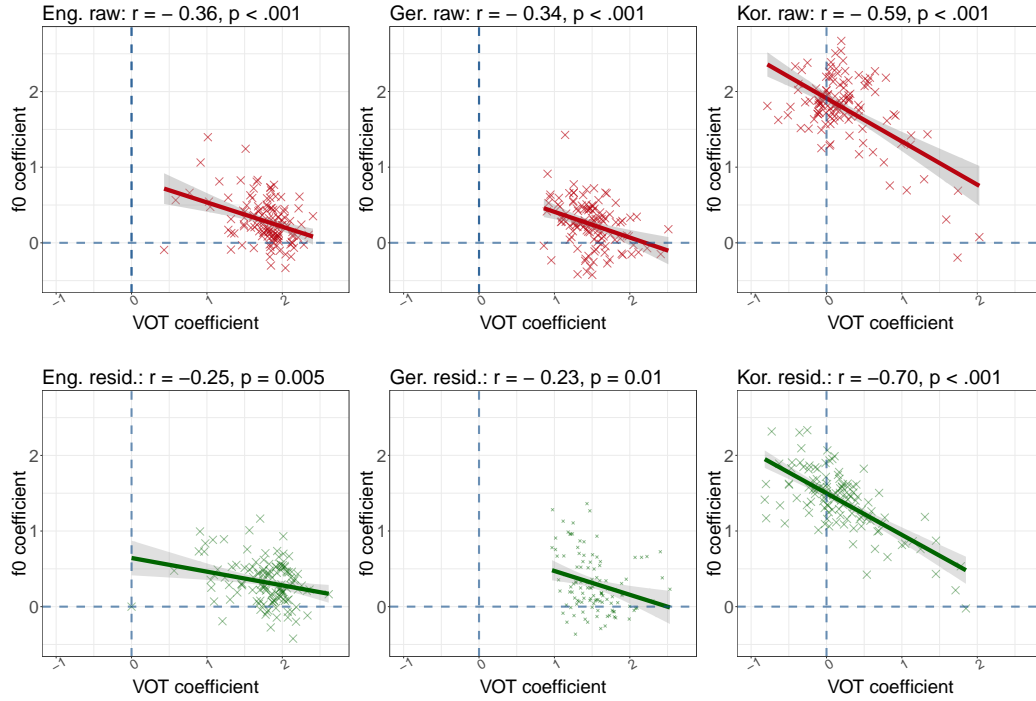 Eng. raw: r = − 0.36, p < .001
Ger. raw: r = − 0.34, p < .001
Kor. raw: r = − 0.59, p < .001
f0 coefficient
2
1
0
−1
0
1
2
VOT coefficient
f0 coefficient
2
1
0
−1
0
1
2
VOT coefficient
f0 coefficient
2
1
0
−1
0
1
2
VOT coefficient
Eng. resid.: r = −0.25, p = 0.005
Ger. resid.: r = − 0.23, p = 0.01
Kor. resid.: r = −0.70, p < .001
f0 coefficient
2
1
0
−1
0
1
2
VOT coefficient
f0 coefficient
2
1
0
−1
0
1
2
VOT coefficient
f0 coefficient
2
1
0
−1
0
1
2
VOT coefficient